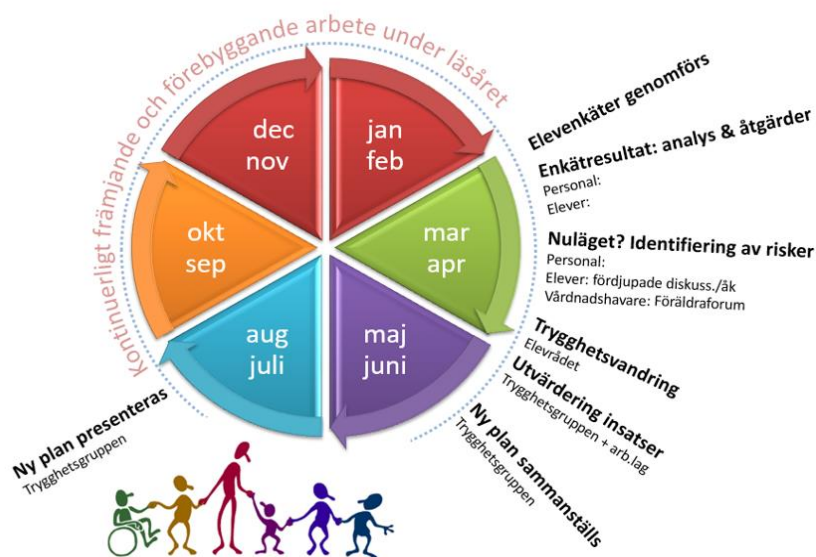 Kontinuerligt främjande och förebyggande arbete under läsåret
dec
nov
jan
feb
okt
sep
mar
apr
aug
juli
maj
juni
Elevenkäter genomförs
Enkätresultat: analys & åtgärder
Personal:
Elever:
Nuläget? Identifiering av risker
Personal:
Elever: fördjupade diskuss./åk
Vårdnadshavare: Föräldraforum
Trygghetsvandring
Elevrådet
Utvärdering insatser
Trygghetsgruppen + arb.lag
Ny plan sammanställs
Trygghetsgruppen
Ny plan presenteras
Trygghetsgruppen